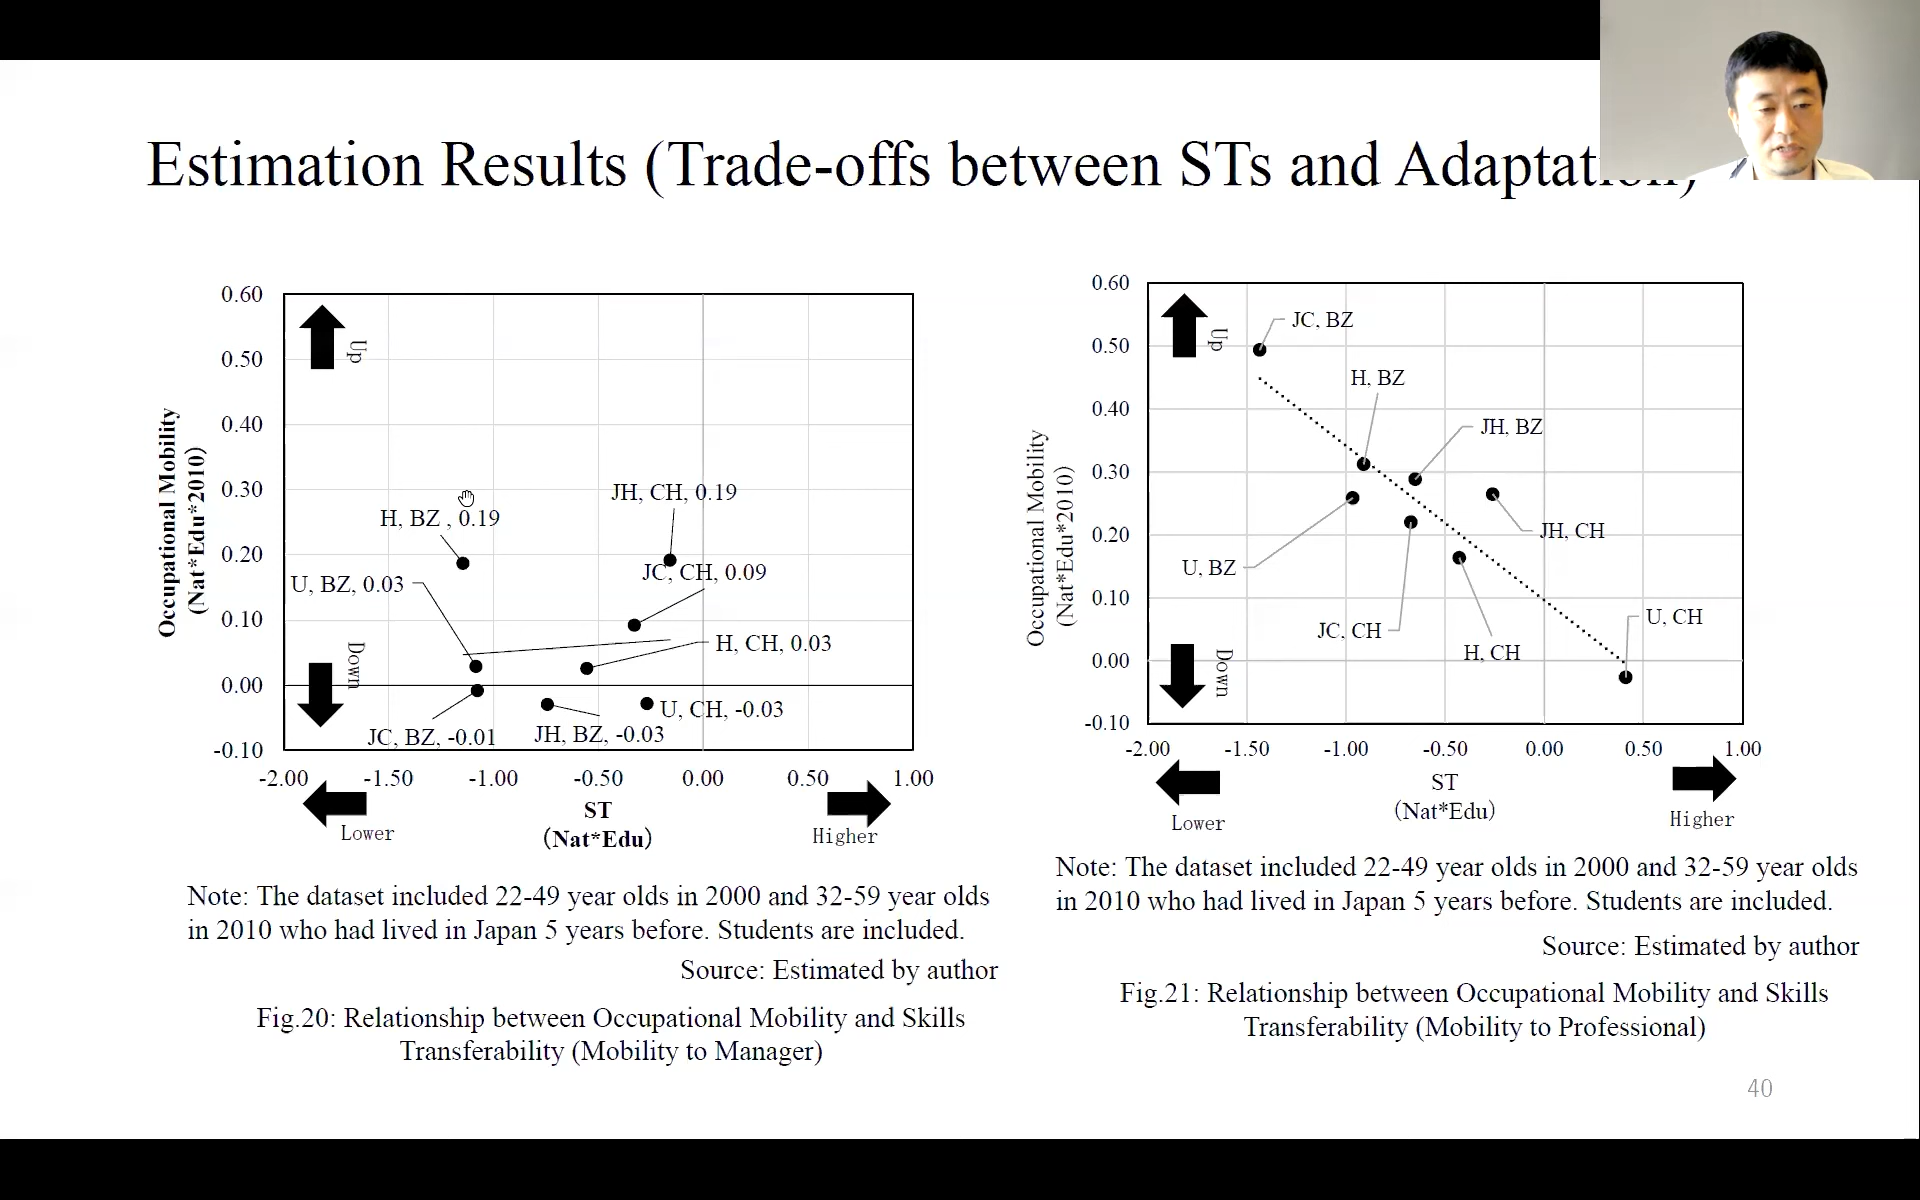 Estimation Results (Trade-offs between STs and Adaptation)
0.60
0.50
0.40
0.30
0.20
0.10
0.00
-0.10
Occupational Mobility
(Nat*Edu*2010)
Up
Down
H, BZ , 0.19
JH, CH, 0.19
U, BZ, 0.03
JC, CH, 0.09
H, CH, 0.03
U, CH, -0.03
JC, BZ, -0.01
JH, BZ, -0.03
-2.00 -1.50 -1.00 -0.50 0.00 0.50 1.00
ST
(Nat*Edu)
Lower
Higher
Note: The dataset included 22-49 year olds in 2000 and 32-59 year olds
in 2010 who had lived in Japan 5 years before. Students are included.
Source: Estimated by author
Fig.20: Relationship between Occupational Mobility and Skills
Transferability (Mobility to Manager)
0.60
0.50
0.40
0.30
0.20
0.10
0.00
-0.10
Occupational Mobility
(Nat*Edu*2010)
Up
Down
JC, BZ
H, BZ
JH, BZ
JH, CH
U, BZ
U, CH
JC, CH
H, CH
-2.00 -1.50 -1.00 -0.50 0.00 0.50 1.00
ST
(Nat*Edu)
Lower
Higher
Note: The dataset included 22-49 year olds in 2000 and 32-59 year olds
in 2010 who had lived in Japan 5 years before. Students are included.
Source: Estimated by author
Fig.21: Relationship between Occupational Mobility and Skills
Transferability (Mobility to Professional)
40